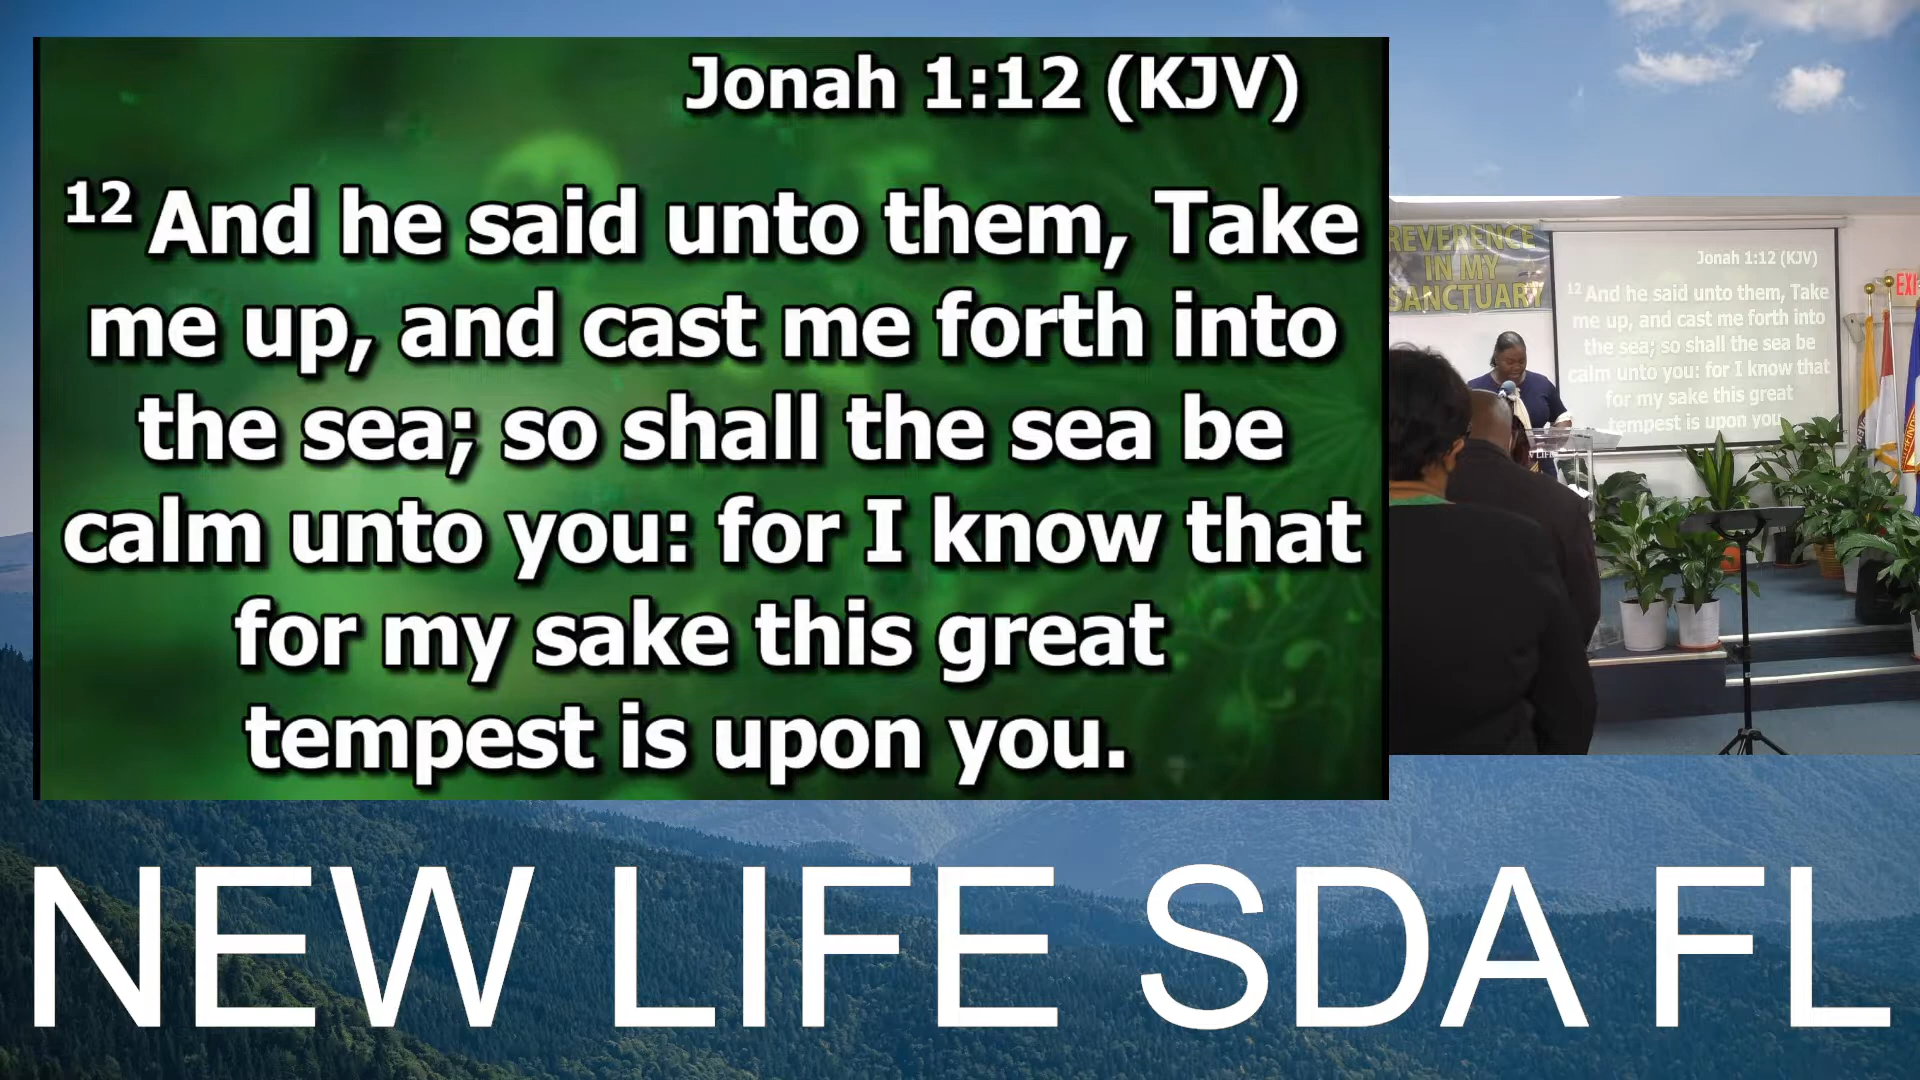 Jonah 1:12 (KJV)
12 And he said unto them, Take
me up, and cast me forth into
the sea; so shall the sea be
calm unto you: for I know that
for my sake this great
tempest is upon you.
REVERENCE
IN MY
SANCTUARY
Jonah 1:12 (KJV)
12 And he said unto them, Take
me up, and cast me forth into
the sea; so shall the sea be
calm unto you: for I know that
for my sake this great
tempest is upon you
EXI
LIFE
NEW LIFE SDA FL